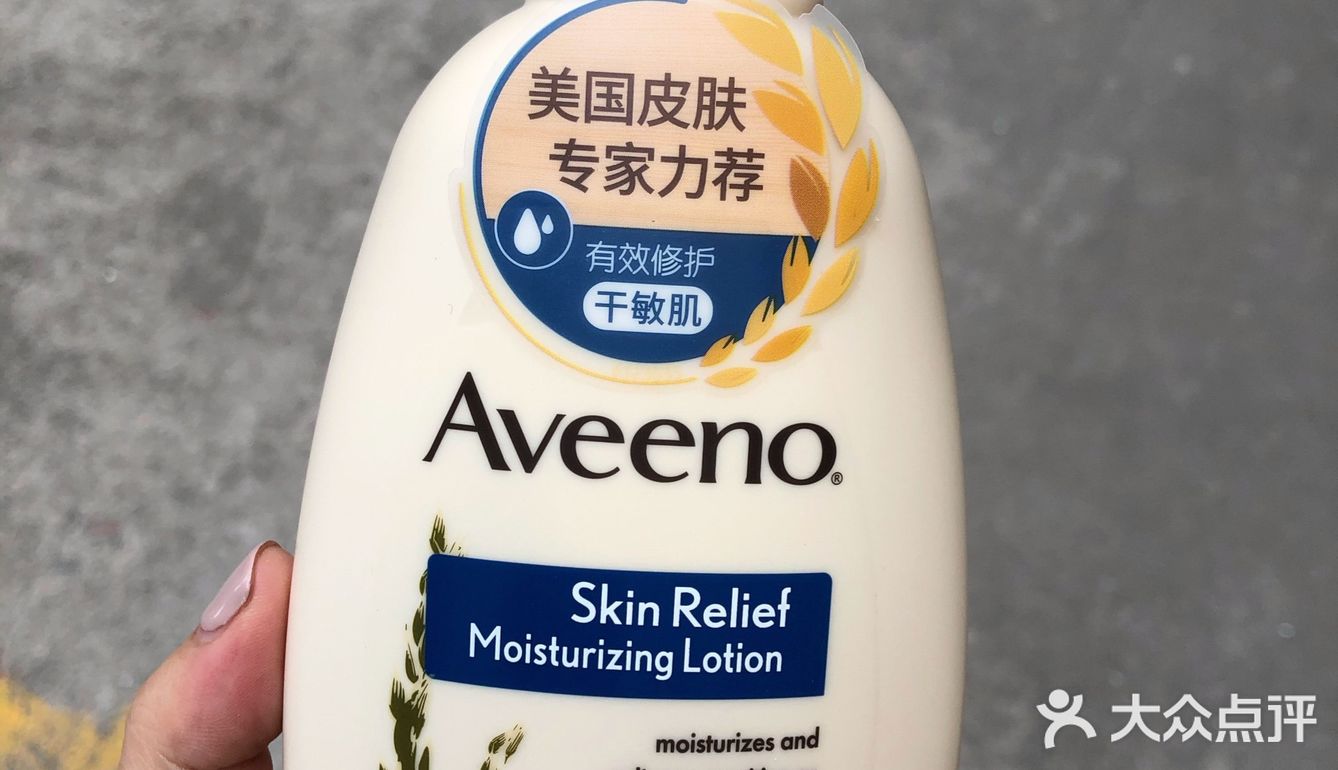 美国皮肤
专家力荐
有效修护
干敏肌
Aveeno®
Skin Relief
Moisturizing Lotion
moisturizes and
大众点评